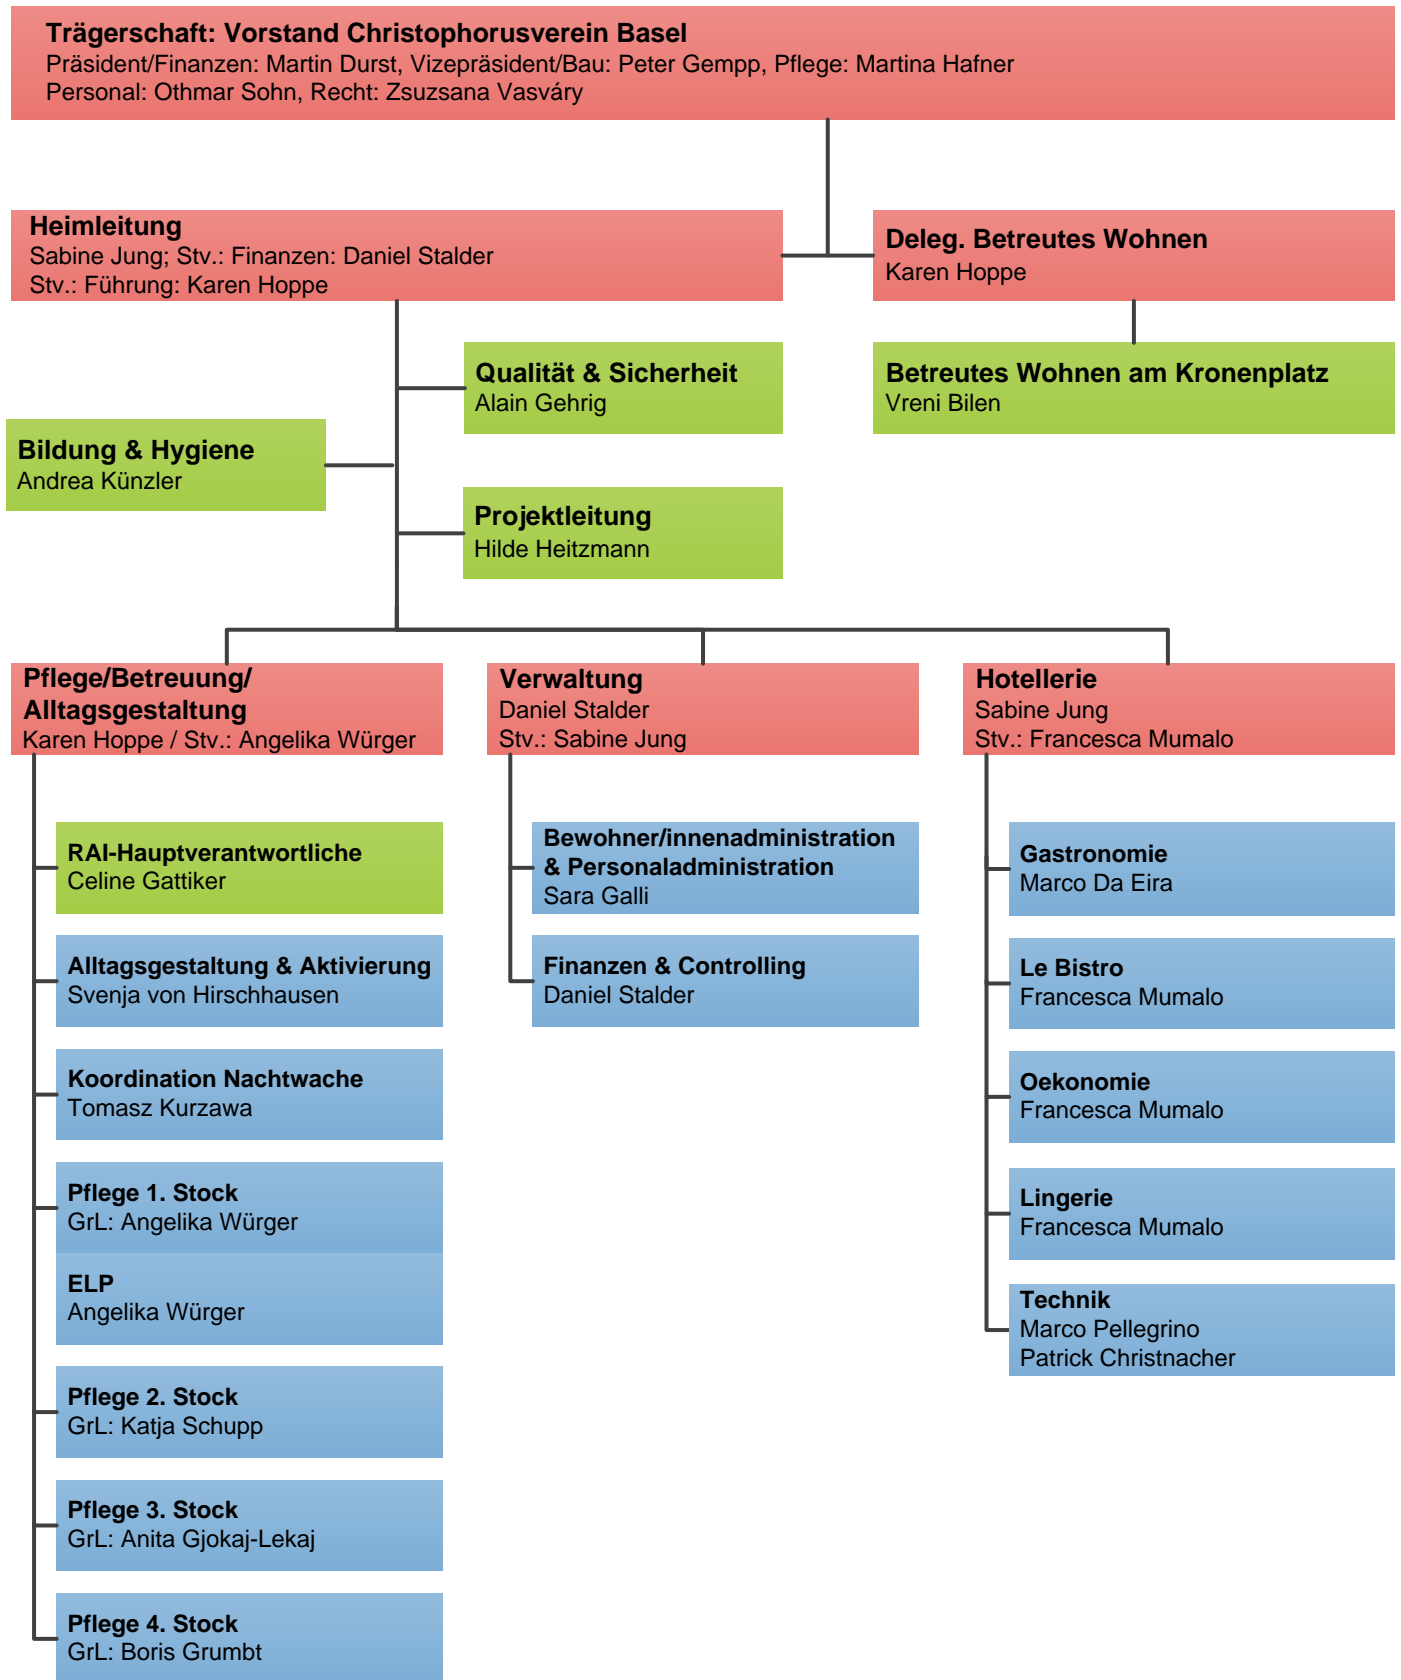 Trägerschaft: Vorstand Christophorusverein Basel
Präsident/Finanzen: Martin Durst, Vizepräsident/Bau: Peter Gempp, Pflege: Martina Hafner
Personal: Othmar Sohn, Recht: Zsuzsana Vasváry
Heimleitung
Sabine Jung; Stv.: Finanzen: Daniel Stalder
Stv.: Führung: Karen Hoppe
Deleg. Betreutes Wohnen
Karen Hoppe
Qualität & Sicherheit
Alain Gehrig
Betreutes Wohnen am Kronenplatz
Vreni Bilen
Bildung & Hygiene
Andrea Künzler
Projektleitung
Hilde Heitzmann
Pflege/Betreuung/
Alltagsgestaltung
Karen Hoppe / Stv.: Angelika Würger
RAI-Hauptverantwortliche
Celine Gattiker
Alltagsgestaltung & Aktivierung
Svenja von Hirschhausen
Koordination Nachtwache
Tomasz Kurzawa
Pflege 1. Stock
GrL: Angelika Würger
ELP
Angelika Würger
Pflege 2. Stock
GrL: Katja Schupp
Pflege 3. Stock
GrL: Anita Gjokaj-Lekaj
Pflege 4. Stock
GrL: Boris Grumbt
Verwaltung
Daniel Stalder
Stv.: Sabine Jung
Bewohner/innenadministration
& Personaladministration
Sara Galli
Finanzen & Controlling
Daniel Stalder
Hotellerie
Sabine Jung
Stv.: Francesca Mumalo
Gastronomie
Marco Da Eira
Le Bistro
Francesca Mumalo
Oekonomie
Francesca Mumalo
Lingerie
Francesca Mumalo
Technik
Marco Pellegrino
Patrick Christnacher